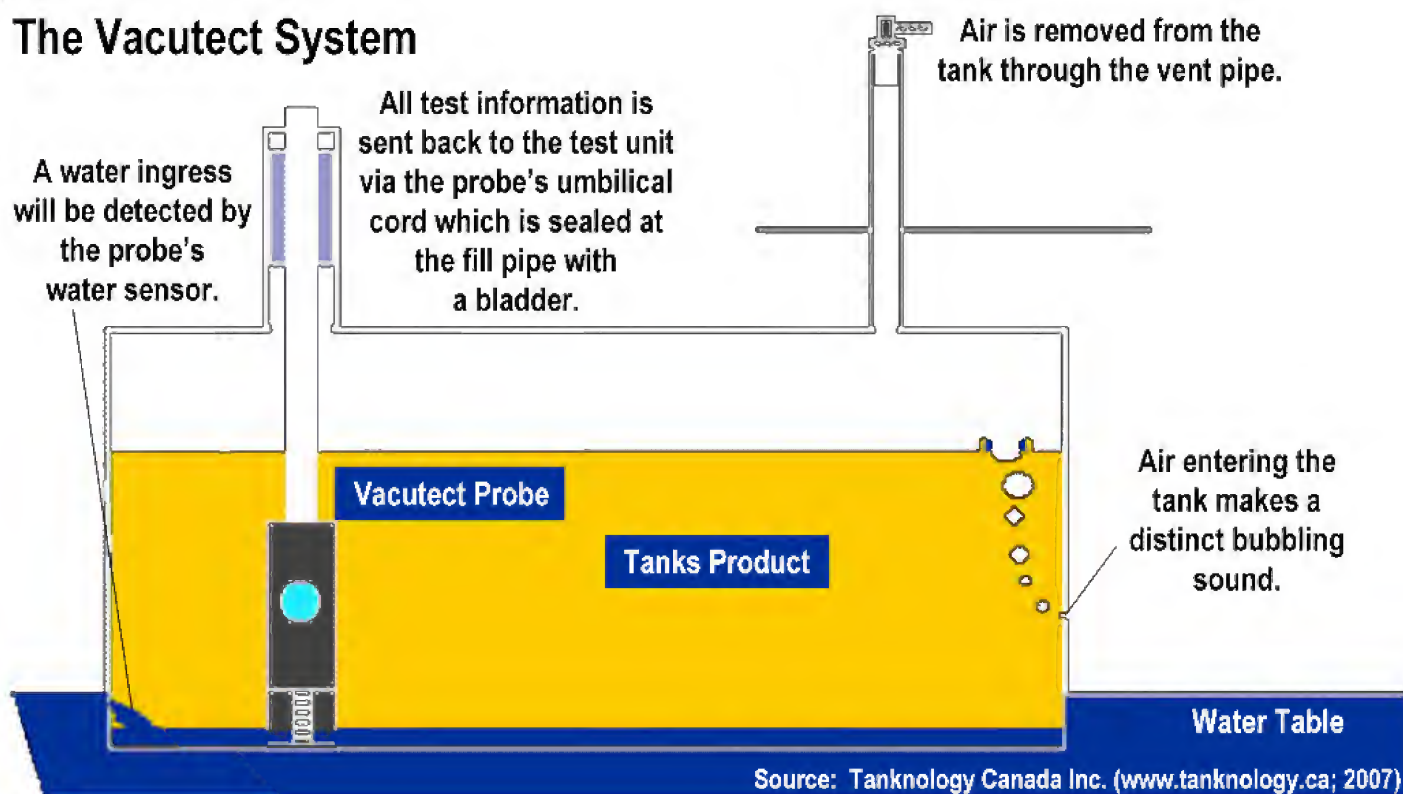 The Vacutect System
Air is removed from the
tank through the vent pipe.
All test information is
sent back to the test unit
via the probe's umbilical
cord which is sealed at
the fill pipe with
a bladder.
A water ingress
will be detected by
the probe's
water sensor.
Vacutect Probe
Tanks Product
Air entering the
tank makes a
distinct bubbling
sound.
Water Table
Source: Tanknology Canada Inc. (www.tanknology.ca; 2007)